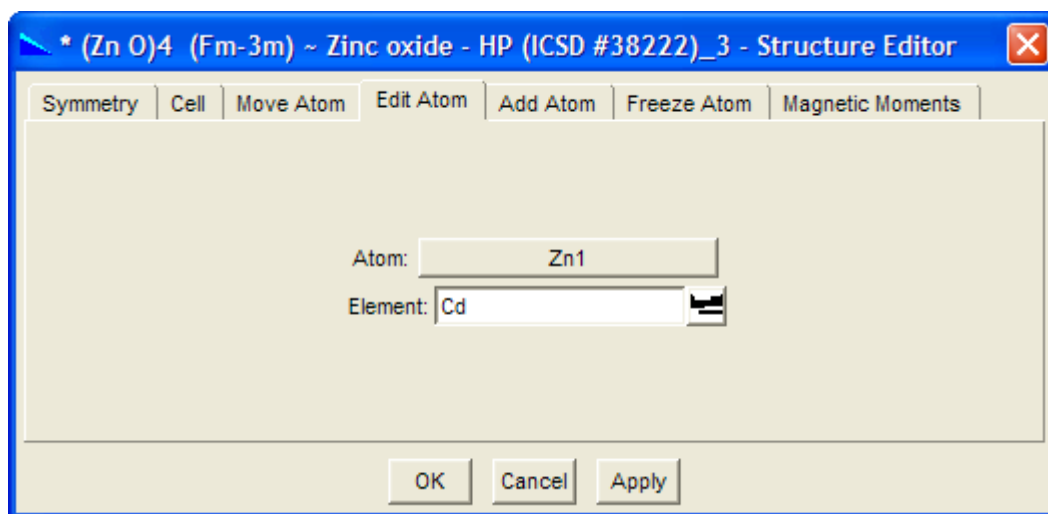 * (Zn O)4 (Fm-3m) ~ Zinc oxide - HP (ICSD #38222)_3 - Structure Editor
Symmetry Cell Move Atom Edit Atom Add Atom Freeze Atom Magnetic Moments
Atom: Zn1
Element: Cd
OK Cancel Apply